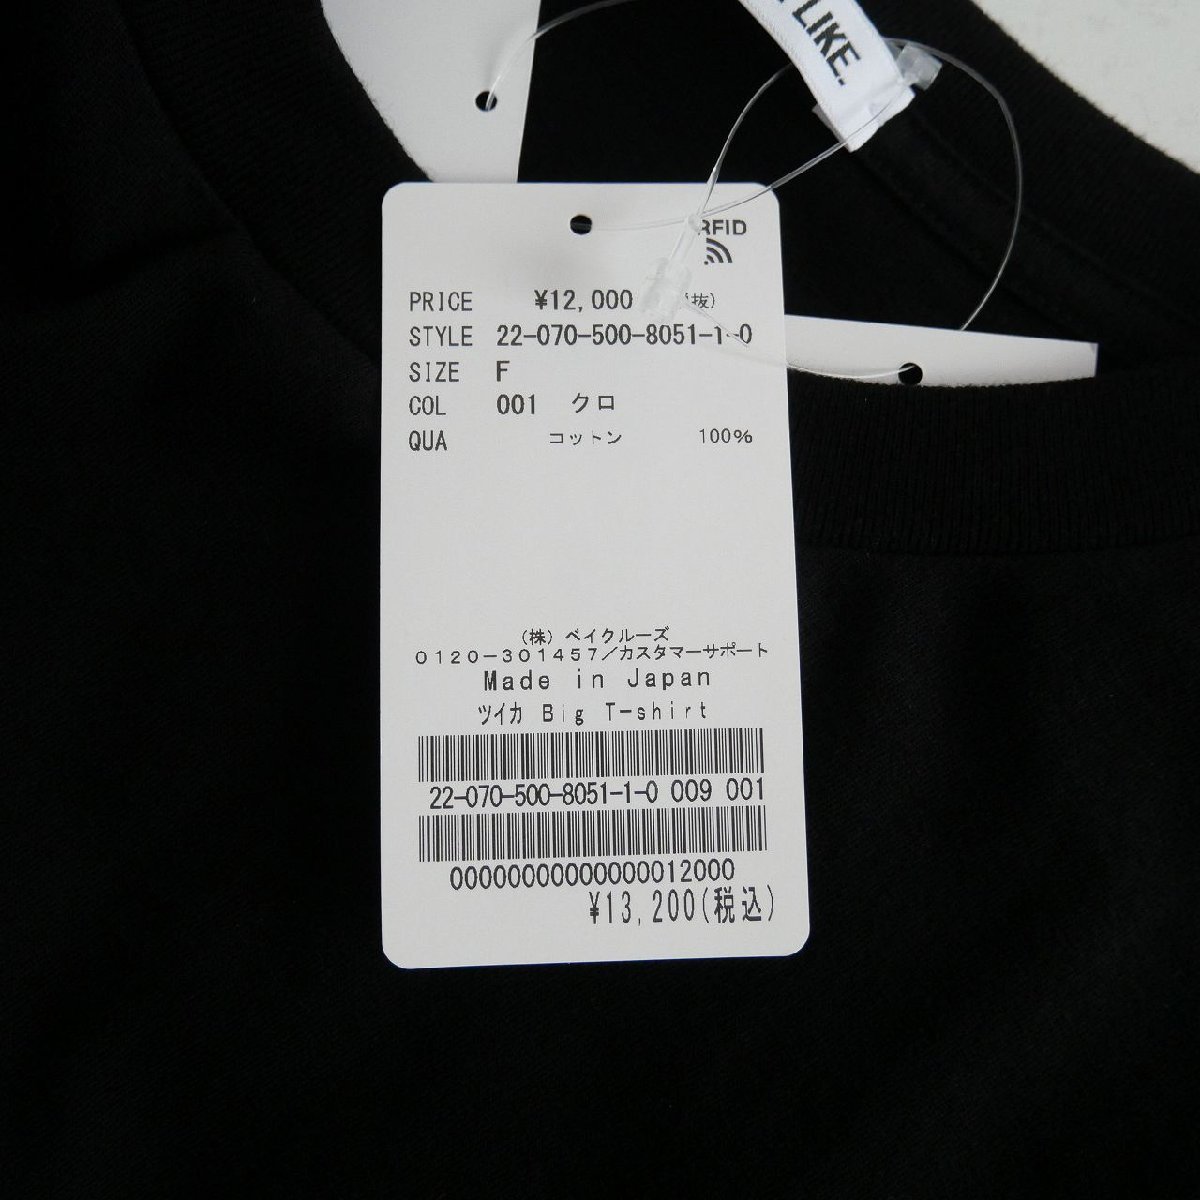 LIKE.
RFID
PRICE ¥12,000 抜)
STYLE 22-070-500-8051-1-0
SIZE F
COL 001 クロ
QUA コットン 100%
(株) ベイクルーズ
0120-301457/カスタマーサポート
Made in Japan
ツイカ Big T-shirt
22-070-500-8051-1-0 009 001
00000000000000012000
¥13,200(税込)